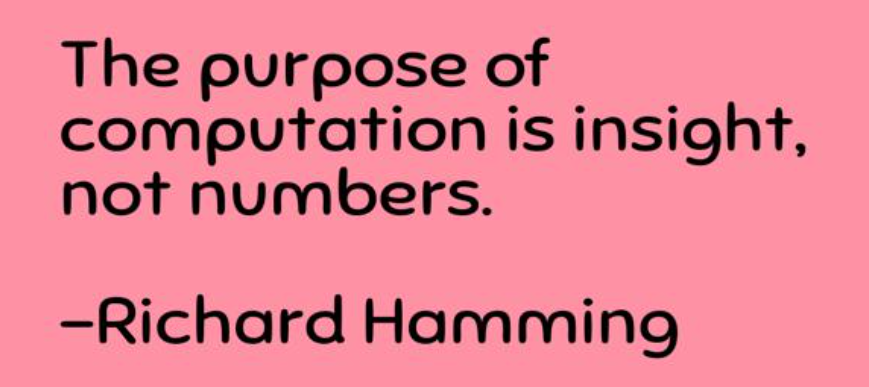 The purpose of
computation is insight,
not numbers.
–Richard Hamming